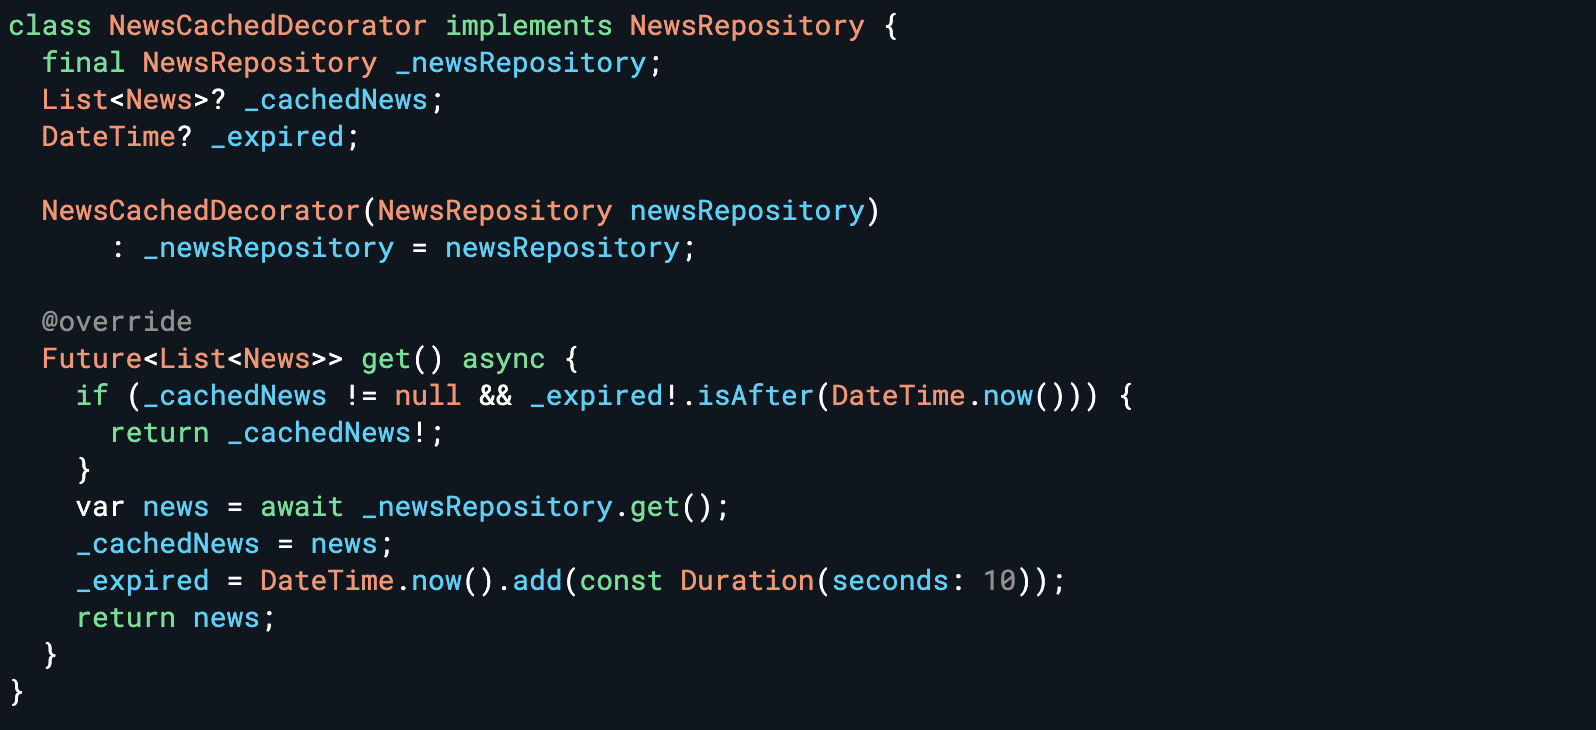 class NewsCachedDecorator implements NewsRepository {
  final NewsRepository _newsRepository;
  List<News>? _cachedNews;
  DateTime? _expired;

  NewsCachedDecorator(NewsRepository newsRepository)
      : _newsRepository = newsRepository;

  @override
  Future<List<News>> get() async {
    if (_cachedNews != null && _expired!.isAfter(DateTime.now())) {
      return _cachedNews!;
    }
    var news = await _newsRepository.get();
    _cachedNews = news;
    _expired = DateTime.now().add(const Duration(seconds: 10));
    return news;
  }
}